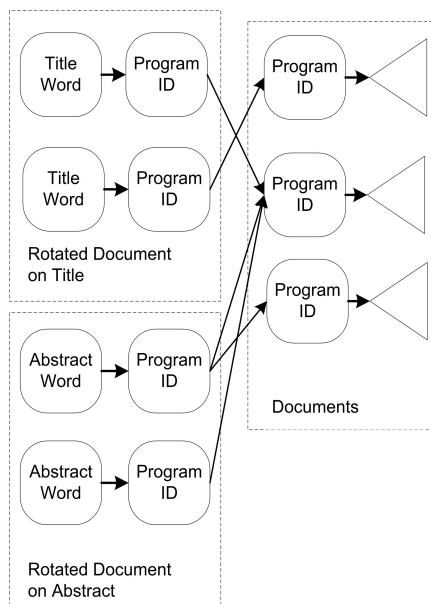 Title
Word
Program
ID
Title
Word
Program
ID
Rotated Document
on Title
Abstract
Word
Program
ID
Abstract
Word
Program
ID
Rotated Document
on Abstract
Program
ID
Program
ID
Program
ID
Documents